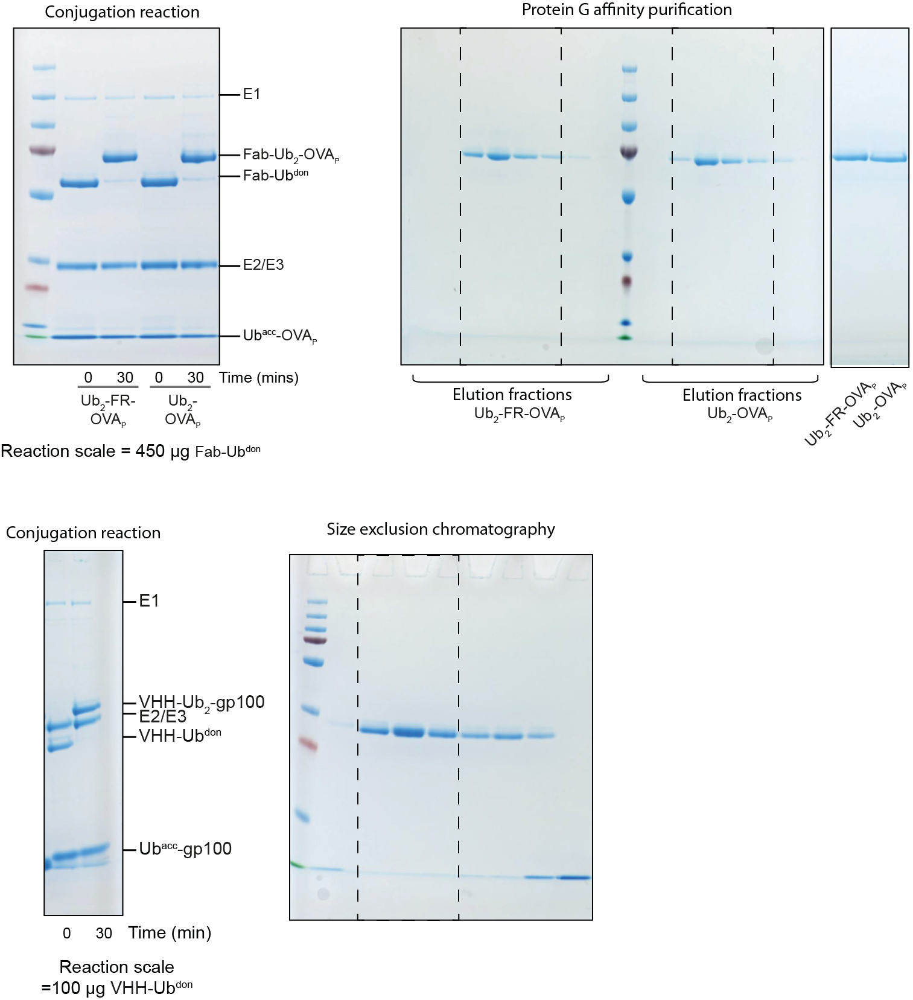 Conjugation reaction
Protein G affinity purification
E1
Fab-Ub₂-OVAₚ
Fab-Ubᵈᵒⁿ
E2/E3
Ubᵃᶜᶜ-OVAₚ
0 30 0 30 Time (mins)
Ub₂-FR-
OVAₚ
Ub₂-
OVAₚ
Elution fractions
Ub₂-FR-OVAₚ
Elution fractions
Ub₂-OVAₚ
Ub₂-FR-OVAₚ
Ub₂-OVAₚ
Reaction scale = 450 µg Fab-Ubᵈᵒⁿ
Conjugation reaction
Size exclusion chromatography
E1
VHH-Ub₂-gp100
E2/E3
VHH-Ubᵈᵒⁿ
Ubᵃᶜᶜ-gp100
0 30 Time (min)
Reaction scale
=100 µg VHH-Ubᵈᵒⁿ